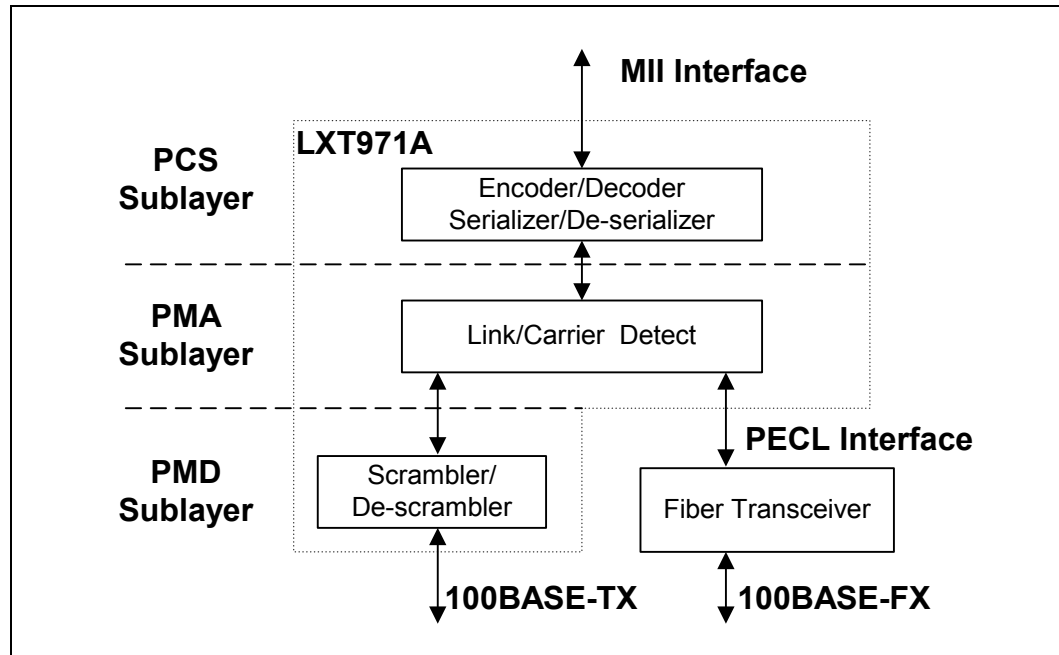 MII Interface
LXT971A
PCS
Sublayer
Encoder/Decoder
Serializer/De-serializer
PMA
Sublayer
Link/Carrier Detect
PECL Interface
PMD
Sublayer
Scrambler/
De-scrambler
Fiber Transceiver
100BASE-TX
100BASE-FX